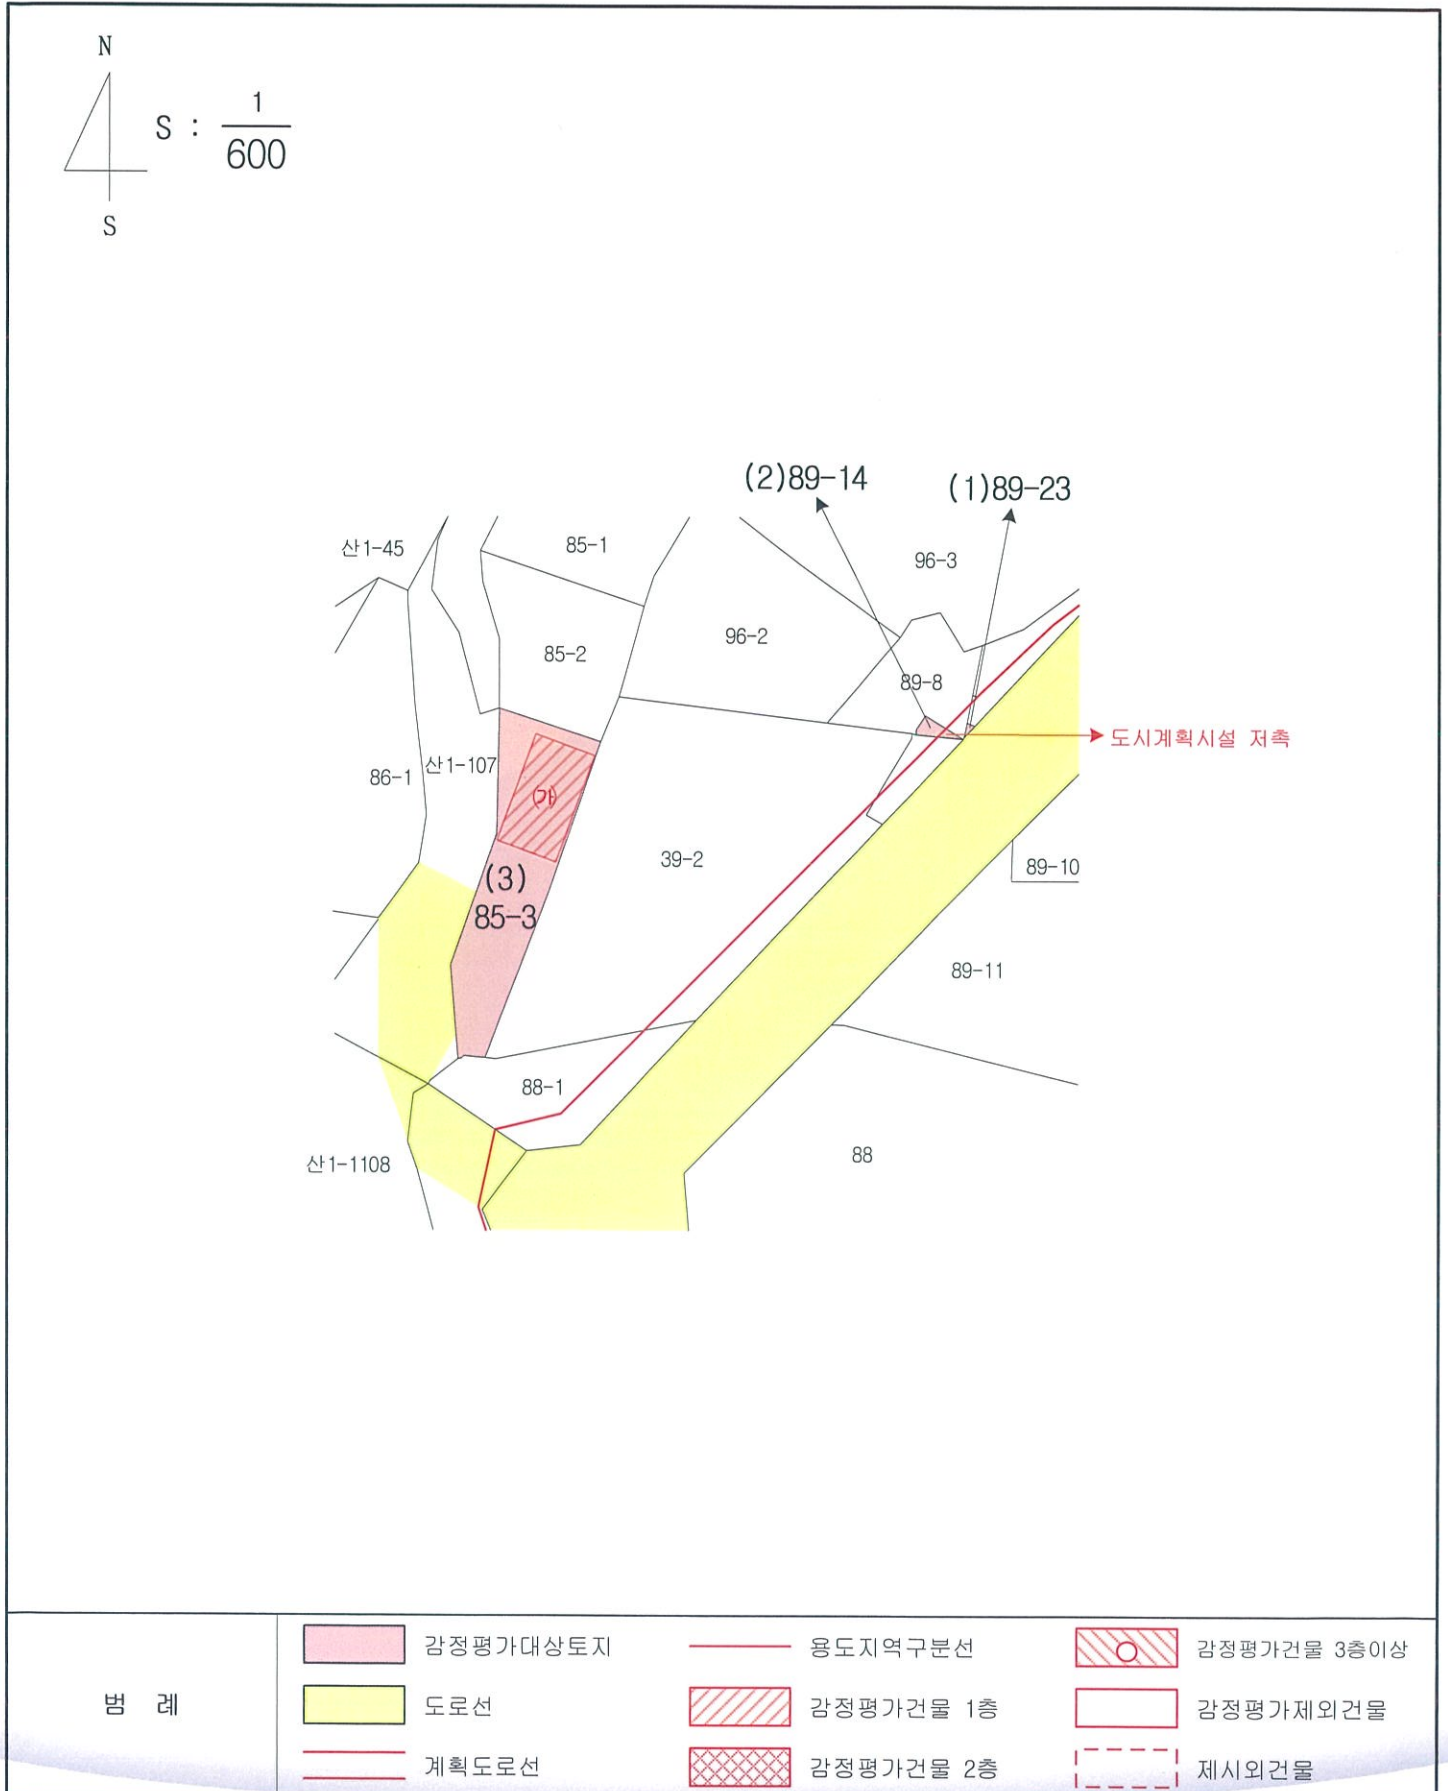 N
S : 1
600
S
(2)89-14
(1)89-23
산1-45
85-1
96-3
85-2
96-2
89-8
도시계획시설 저촉
86-1
산1-107
(가)
39-2
89-10
(3)
85-3
89-11
88-1
88
산1-1108
범 례
감정평가대상토지
용도지역구분선
감정평가건물 3층이상
도로선
감정평가건물 1층
감정평가제외건물
계획도로선
감정평가건물 2층
제시외건물